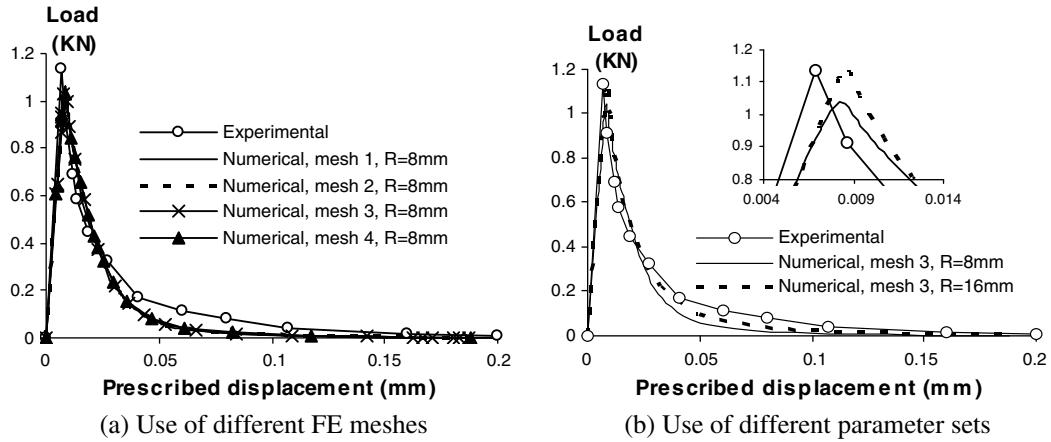 Load
(KN)
1.2
1
0.8
0.6
0.4
0.2
0
0
0.05
0.1
0.15
0.2
Experimental
Numerical, mesh 1, R=8mm
Numerical, mesh 2, R=8mm
Numerical, mesh 3, R=8mm
Numerical, mesh 4, R=8mm
Prescribed displacement (mm)
(a) Use of different FE meshes
Load
(KN)
1.2
1
0.8
0.6
0.4
0.2
0
0
0.05
0.1
0.15
0.2
1.2
1.1
1
0.9
0.8
0.004
0.009
0.014
Experimental
Numerical, mesh 3, R=8mm
Numerical, mesh 3, R=16mm
Prescribed displacement (mm)
(b) Use of different parameter sets